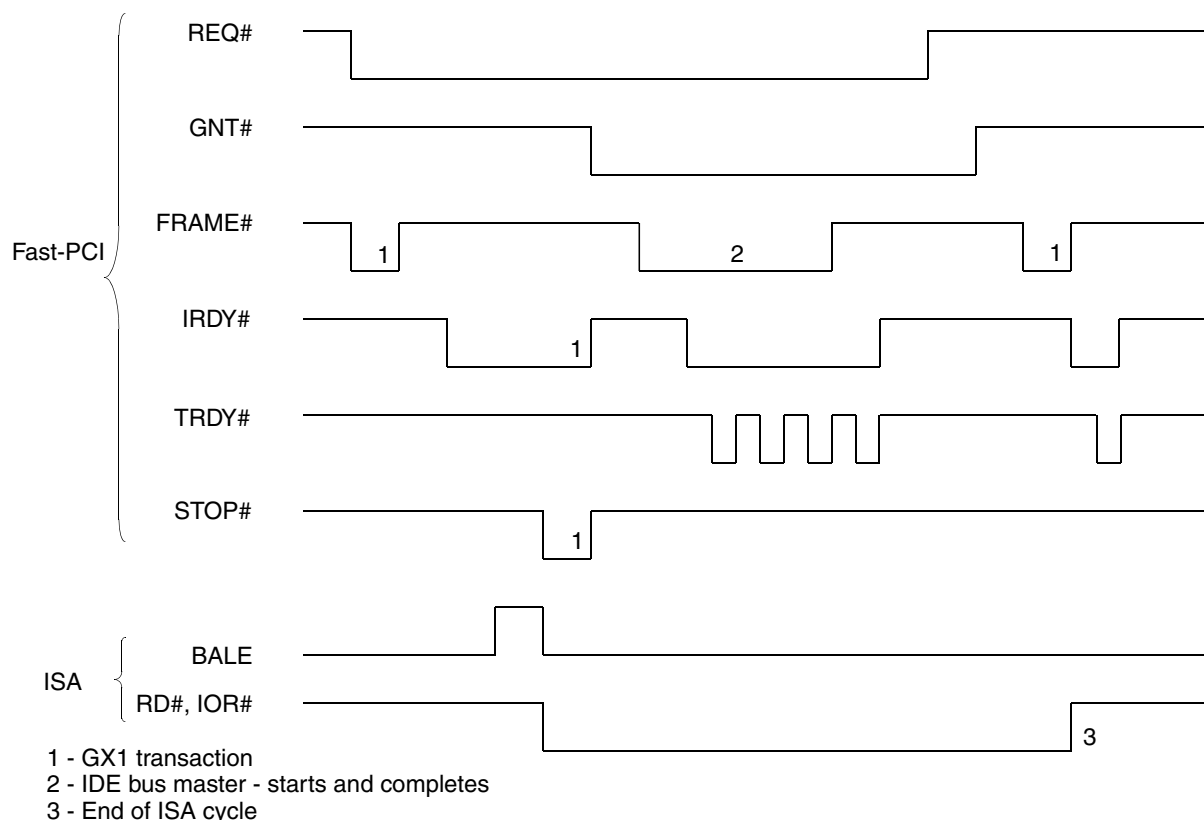 REQ#
GNT#
FRAME#
1
2
1
Fast-PCI
IRDY#
1
TRDY#
STOP#
1
BALE
ISA
RD#, IOR#
3
1 - GX1 transaction
2 - IDE bus master - starts and completes
3 - End of ISA cycle